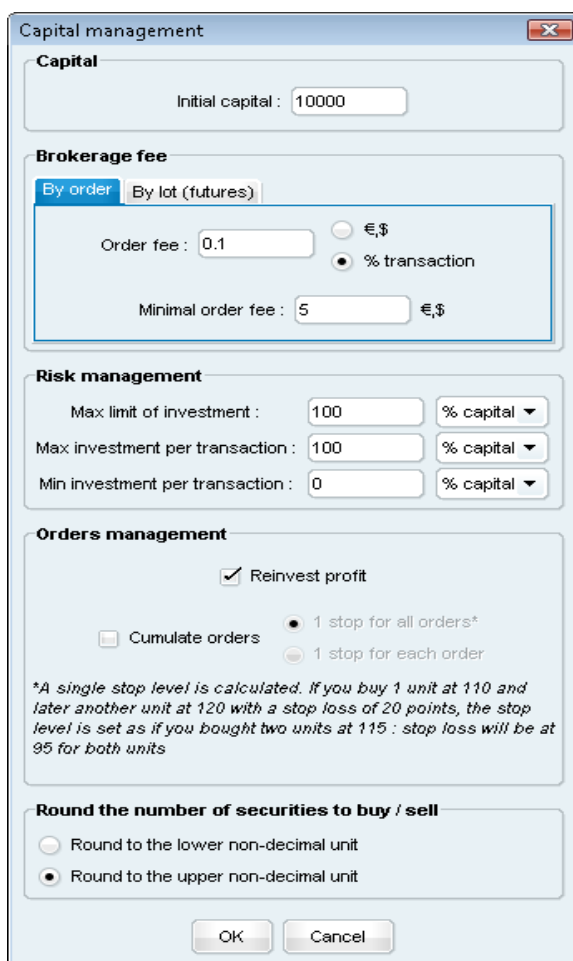 Capital management
Capital
Initial capital : 10000
Brokerage fee
By order By lot (futures)
Order fee : 0.1
€,$
% transaction
Minimal order fee : 5 €,$
Risk management
Max limit of investment : 100 % capital
Max investment per transaction : 100 % capital
Min investment per transaction : 0 % capital
Orders management
Reinvest profit
Cumulate orders
1 stop for all orders*
1 stop for each order
*A single stop level is calculated. If you buy 1 unit at 110 and
later another unit at 120 with a stop loss of 20 points, the stop
level is set as if you bought two units at 115 : stop loss will be at
95 for both units
Round the number of securities to buy / sell
Round to the lower non-decimal unit
Round to the upper non-decimal unit
OK Cancel